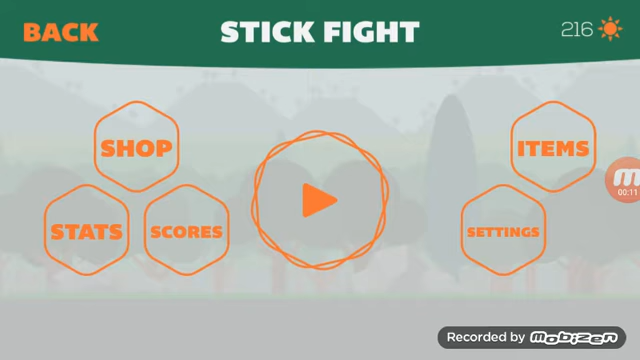 BACK
STICK FIGHT
216
SHOP
ITEMS
STATS
SCORES
SETTINGS
m
00:11
Recorded by mobizen